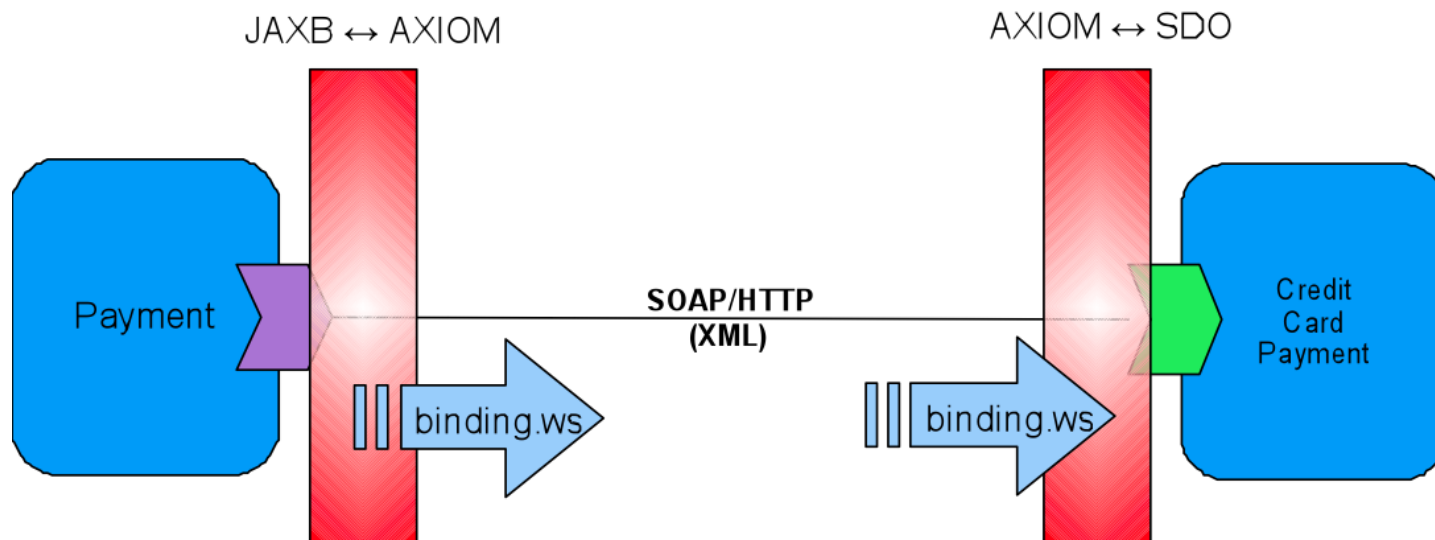 JAXB ↔ AXIOM
AXIOM ↔ SDO
Payment
SOAP/HTTP
(XML)
Credit
Card
Payment
binding.ws
binding.ws